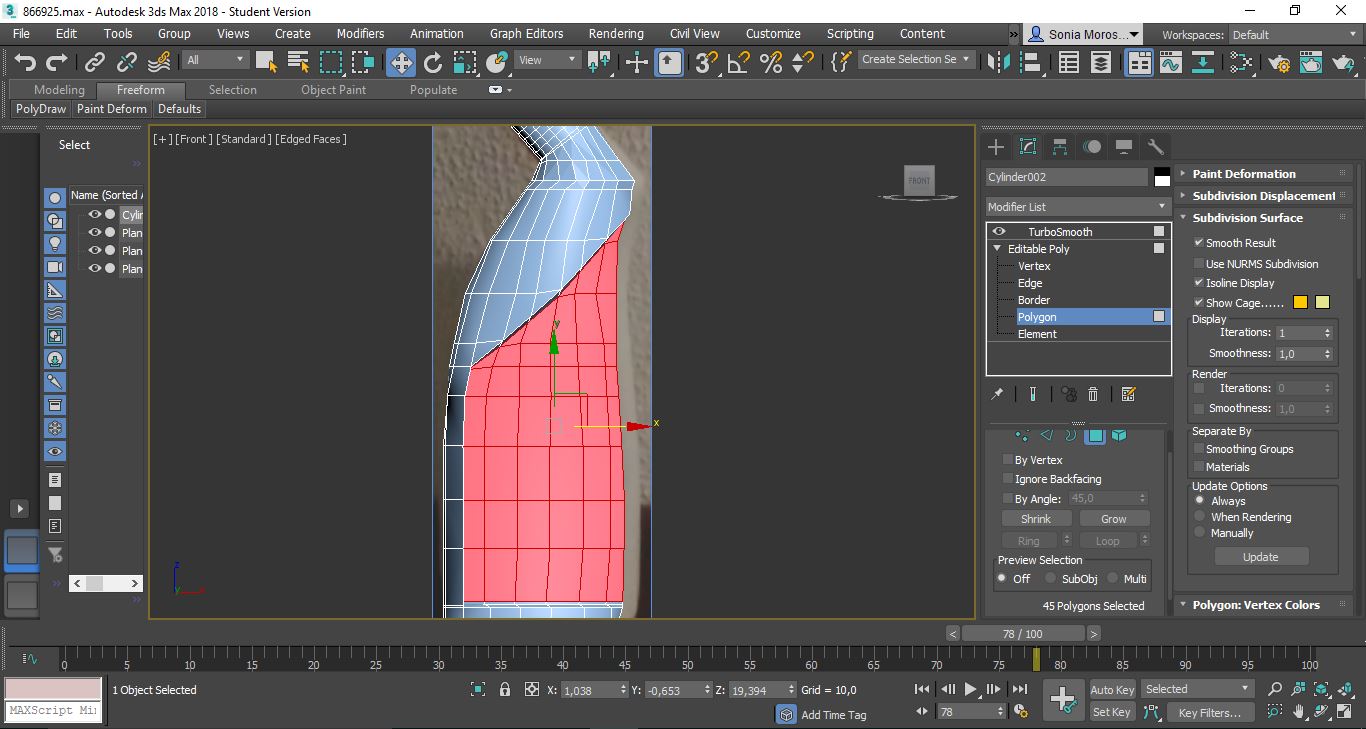 866925.max - Autodesk 3ds Max 2018 - Student Version
File Edit Tools Group Views Create Modifiers Animation Graph Editors Rendering Civil View Customize Scripting Content » Sonia Moros... Workspaces: Default
All View Create Selection Se
Modeling Freeform Selection Object Paint Populate
PolyDraw Paint Deform Defaults
Select
[+] [Front] [Standard] [Edged Faces]
FRONT
Name (Sorted A
Cylin
Plan
Plan
Plan
y
x
z
y
Cylinder002
Modifier List
TurboSmooth
Editable Poly
Vertex
Edge
Border
Polygon
Element
By Vertex
Ignore Backfacing
By Angle: 45,0
Shrink Grow
Ring Loop
Preview Selection
Off SubObj Multi
45 Polygons Selected
Paint Deformation
Subdivision Displacement
Subdivision Surface
Smooth Result
Use NURMS Subdivision
Isoline Display
Show Cage......
Display
Iterations: 1
Smoothness: 1,0
Render
Iterations: 0
Smoothness: 1,0
Separate By
Smoothing Groups
Materials
Update Options
Always
When Rendering
Manually
Update
Polygon: Vertex Colors
< 78 / 100 >
0 5 10 15 20 25 30 35 40 45 50 55 60 65 70 75 80 85 90 95 100
1 Object Selected X: 1,038 Y: -0,653 Z: 19,394 Grid = 10,0 Auto Key Selected
MAXScript Mi Add Time Tag 78 Set Key Key Filters...